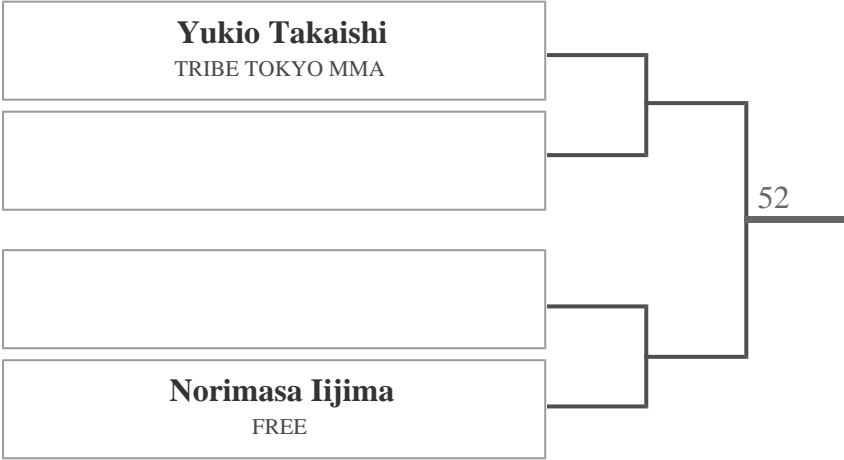 Yukio Takaishi
TRIBE TOKYO MMA
52
Norimasa Iijima
FREE